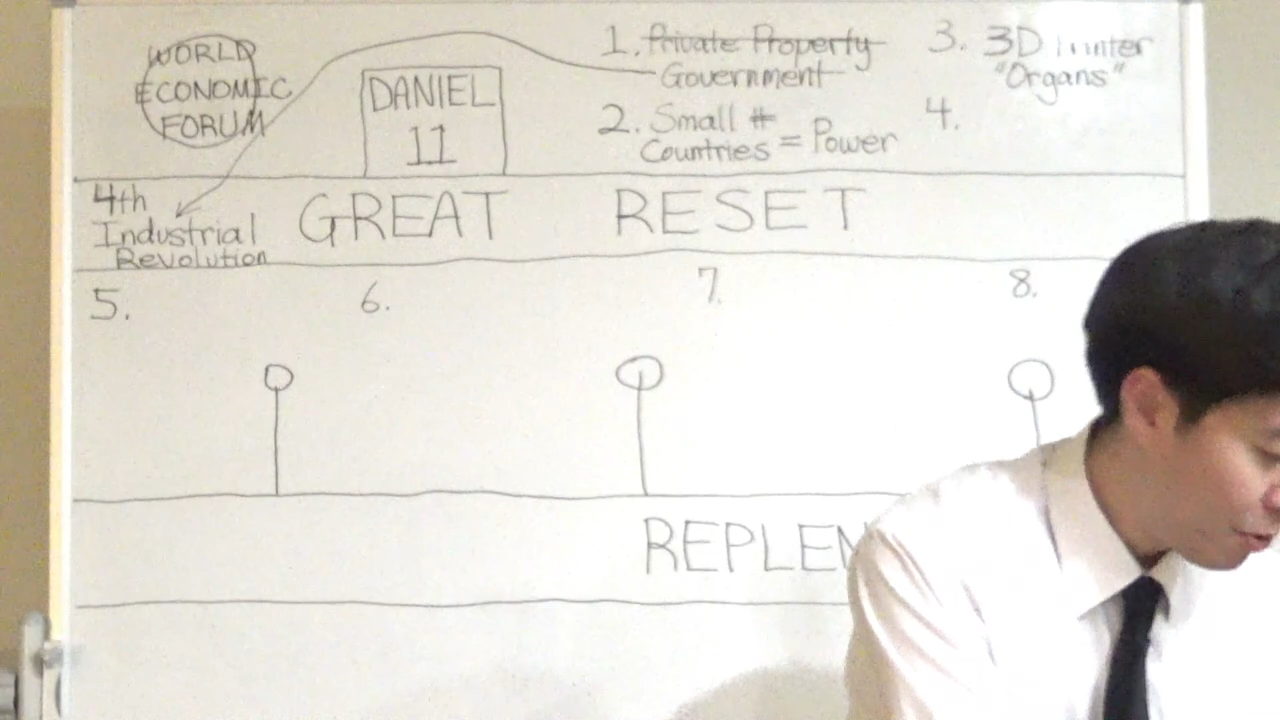 WORLD
ECONOMIC
FORUM
DANIEL
11
1. Private Property
Government
2. Small #
Countries = Power
3. 3D
"Organs"
4.
4th
Industrial
Revolution
GREAT RESET
5.
6.
7.
8.
REPLEN